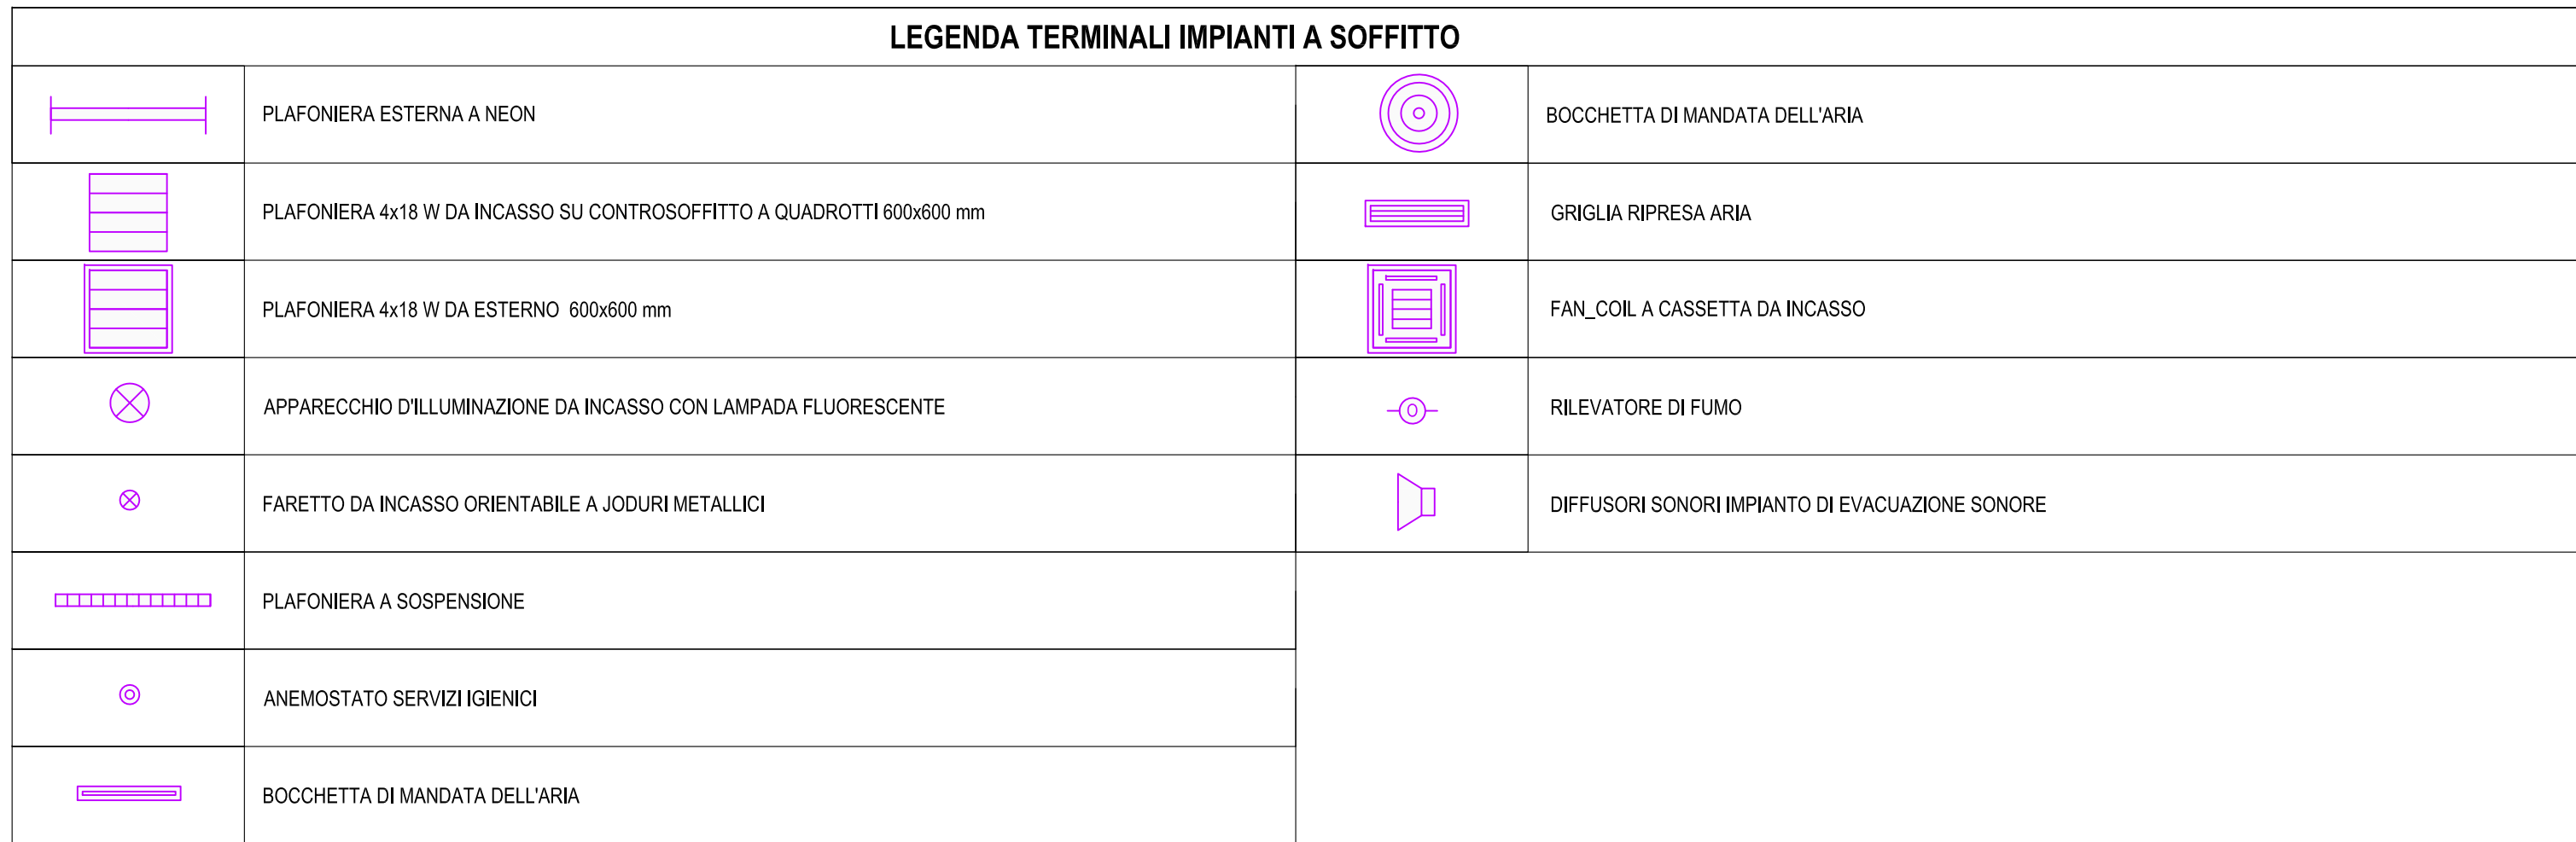 LEGENDA TERMINALI IMPIANTI A SOFFITTO
PLAFONIERA ESTERNA A NEON
PLAFONIERA 4x18 W DA INCASSO SU CONTROSOFFITTO A QUADROTTI 600x600 mm
PLAFONIERA 4x18 W DA ESTERNO 600x600 mm
APPARECCHIO D'ILLUMINAZIONE DA INCASSO CON LAMPADA FLUORESCENTE
FARETTO DA INCASSO ORIENTABILE A JODURI METALLICI
PLAFONIERA A SOSPENSIONE
ANEMOSTATO SERVIZI IGIENICI
BOCCHETTA DI MANDATA DELL'ARIA
BOCCHETTA DI MANDATA DELL'ARIA
GRIGLIA RIPRESA ARIA
FAN_COIL A CASSETTA DA INCASSO
RILEVATORE DI FUMO
DIFFUSORI SONORI IMPIANTO DI EVACUAZIONE SONORE